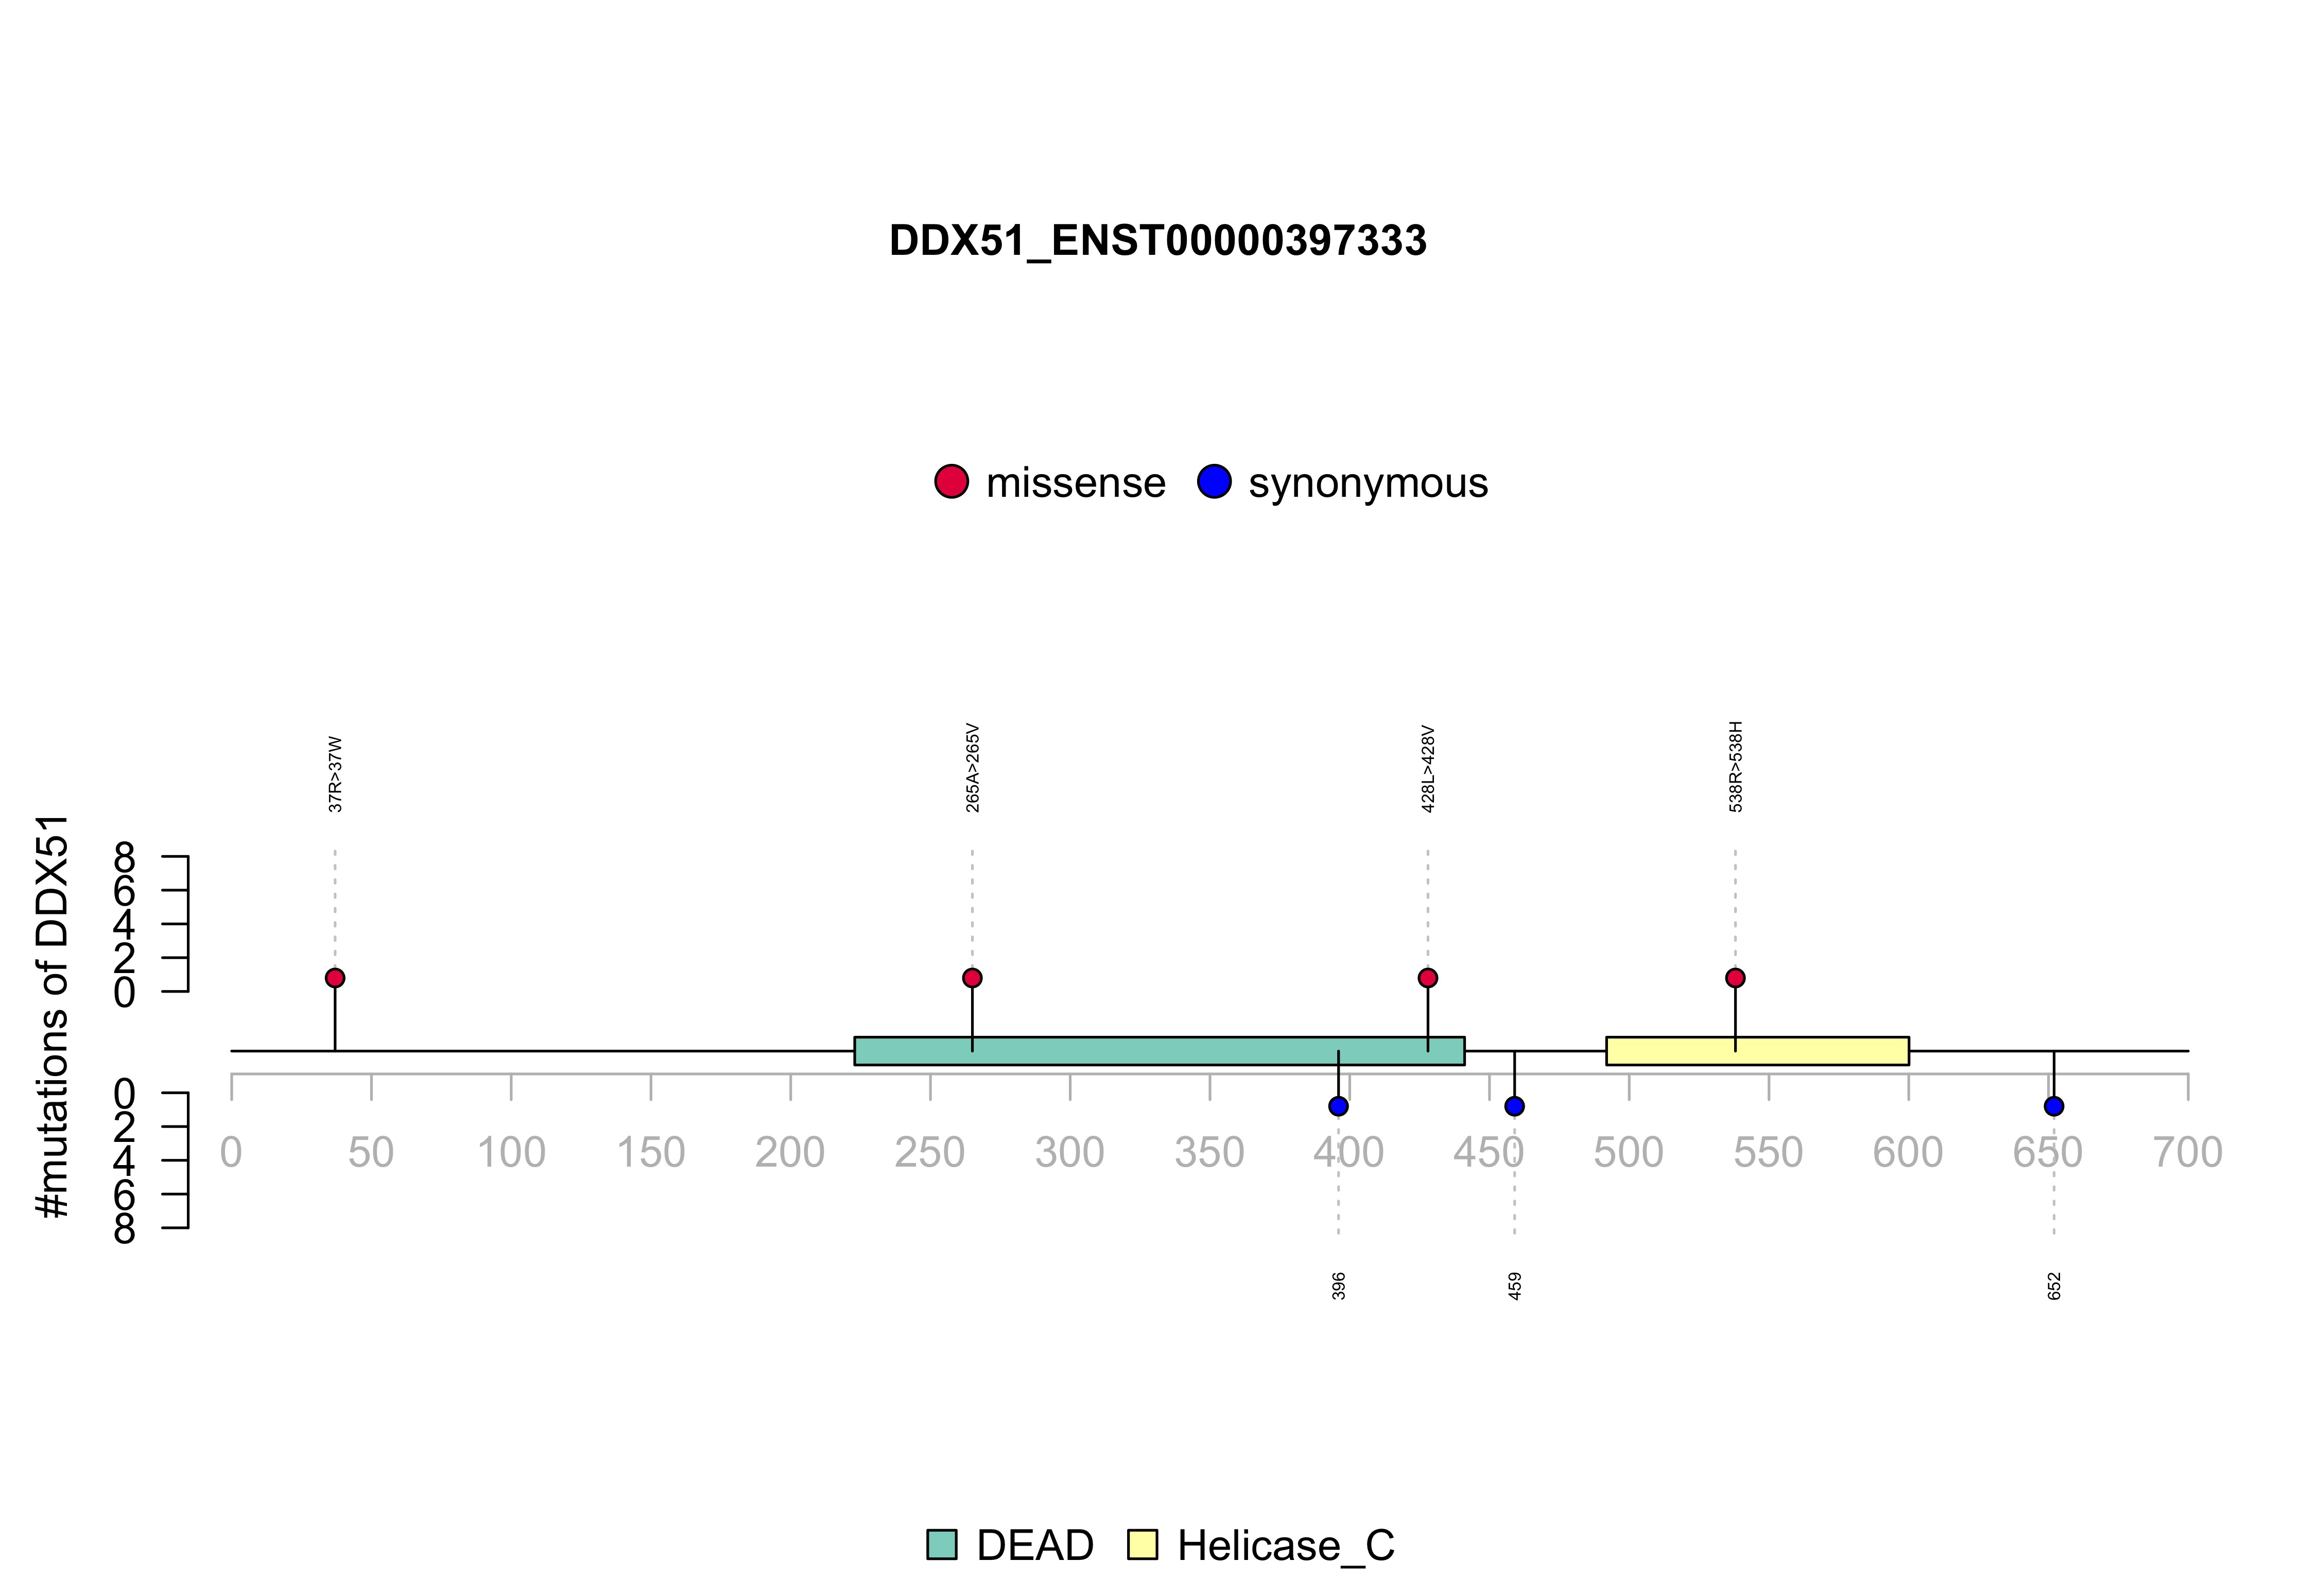 DDX51_ENST00000397333
missense synonymous
37R>37W
265A>265V
428L>428V
538R>538H
#mutations of DDX51
8
6
4
2
0
0
2
4
6
8
0 50 100 150 200 250 300 350 400 450 500 550 600 650 700
396
459
652
DEAD Helicase_C